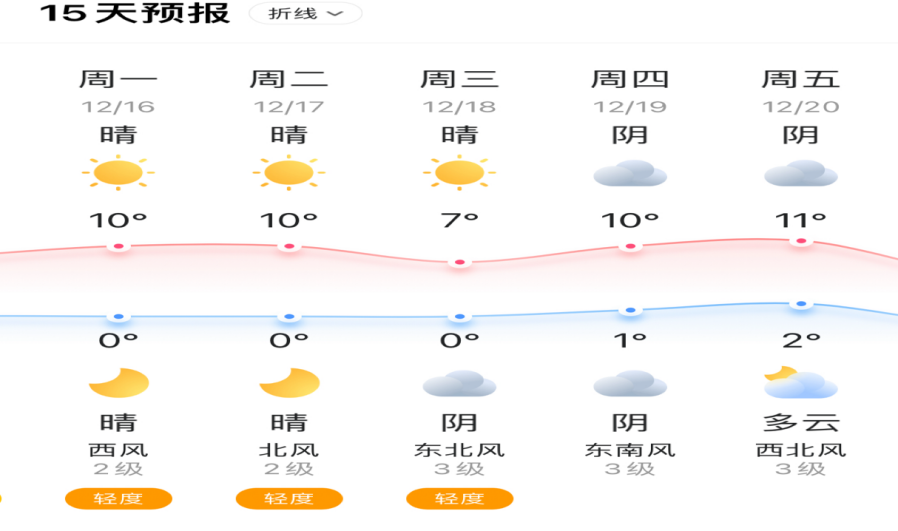 15 天预报 折线
周一 周二 周三 周四 周五
12/16 12/17 12/18 12/19 12/20
晴 晴 晴 阴 阴
10° 10° 7° 10° 11°
0° 0° 0° 1° 2°
晴 晴 阴 阴 多云
西风 北风 东北风 东南风 西北风
2级 2级 3级 3级 3级
轻度 轻度 轻度